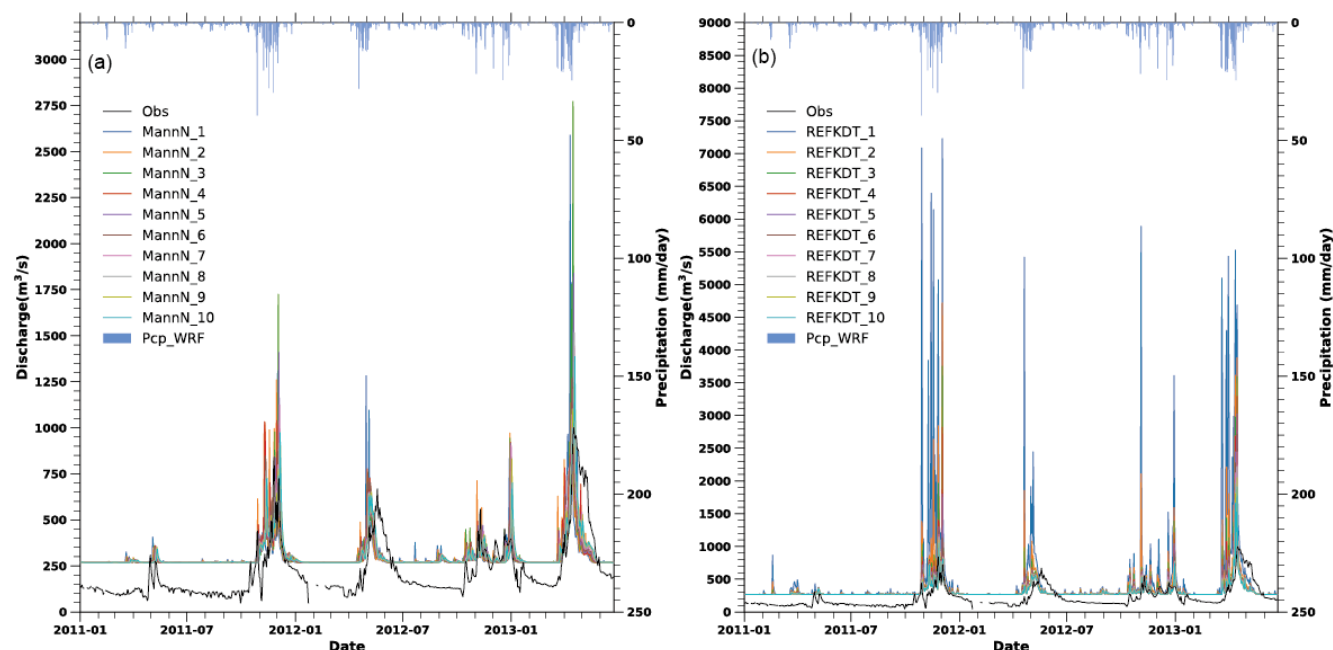 (a)
Obs
MannN_1
MannN_2
MannN_3
MannN_4
MannN_5
MannN_6
MannN_7
MannN_8
MannN_9
MannN_10
Pcp_WRF
3000
2750
2500
2250
2000
1750
1500
1250
1000
750
500
250
0
Discharge(m³/s)
0
50
100
150
200
250
Precipitation (mm/day)
2011-01
2011-07
2012-01
2012-07
2013-01
Date
(b)
Obs
REFKDT_1
REFKDT_2
REFKDT_3
REFKDT_4
REFKDT_5
REFKDT_6
REFKDT_7
REFKDT_8
REFKDT_9
REFKDT_10
Pcp_WRF
9000
8500
8000
7500
7000
6500
6000
5500
5000
4500
4000
3500
3000
2500
2000
1500
1000
500
0
Discharge(m³/s)
0
50
100
150
200
250
Precipitation (mm/day)
2011-01
2011-07
2012-01
2012-07
2013-01
Date